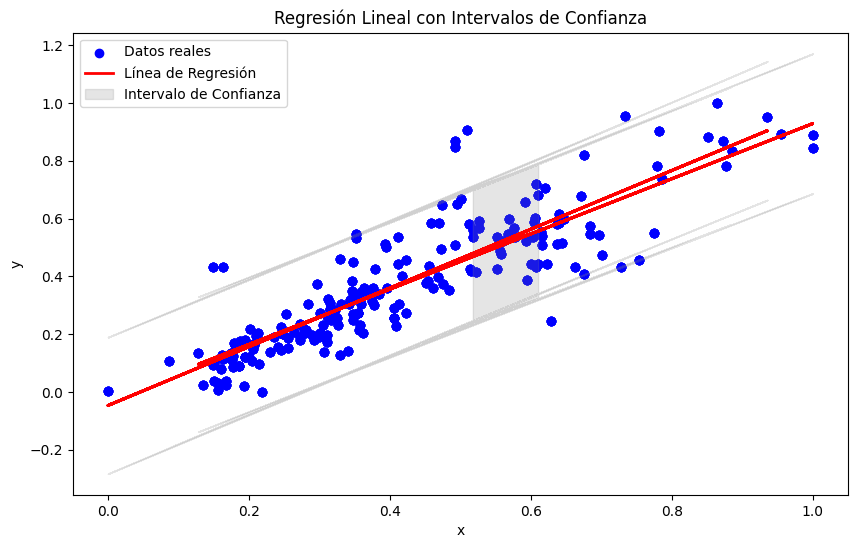 Regresión Lineal con Intervalos de Confianza
Datos reales
Línea de Regresión
Intervalo de Confianza
y
1.2
1.0
0.8
0.6
0.4
0.2
0.0
−0.2
0.0 0.2 0.4 0.6 0.8 1.0
x